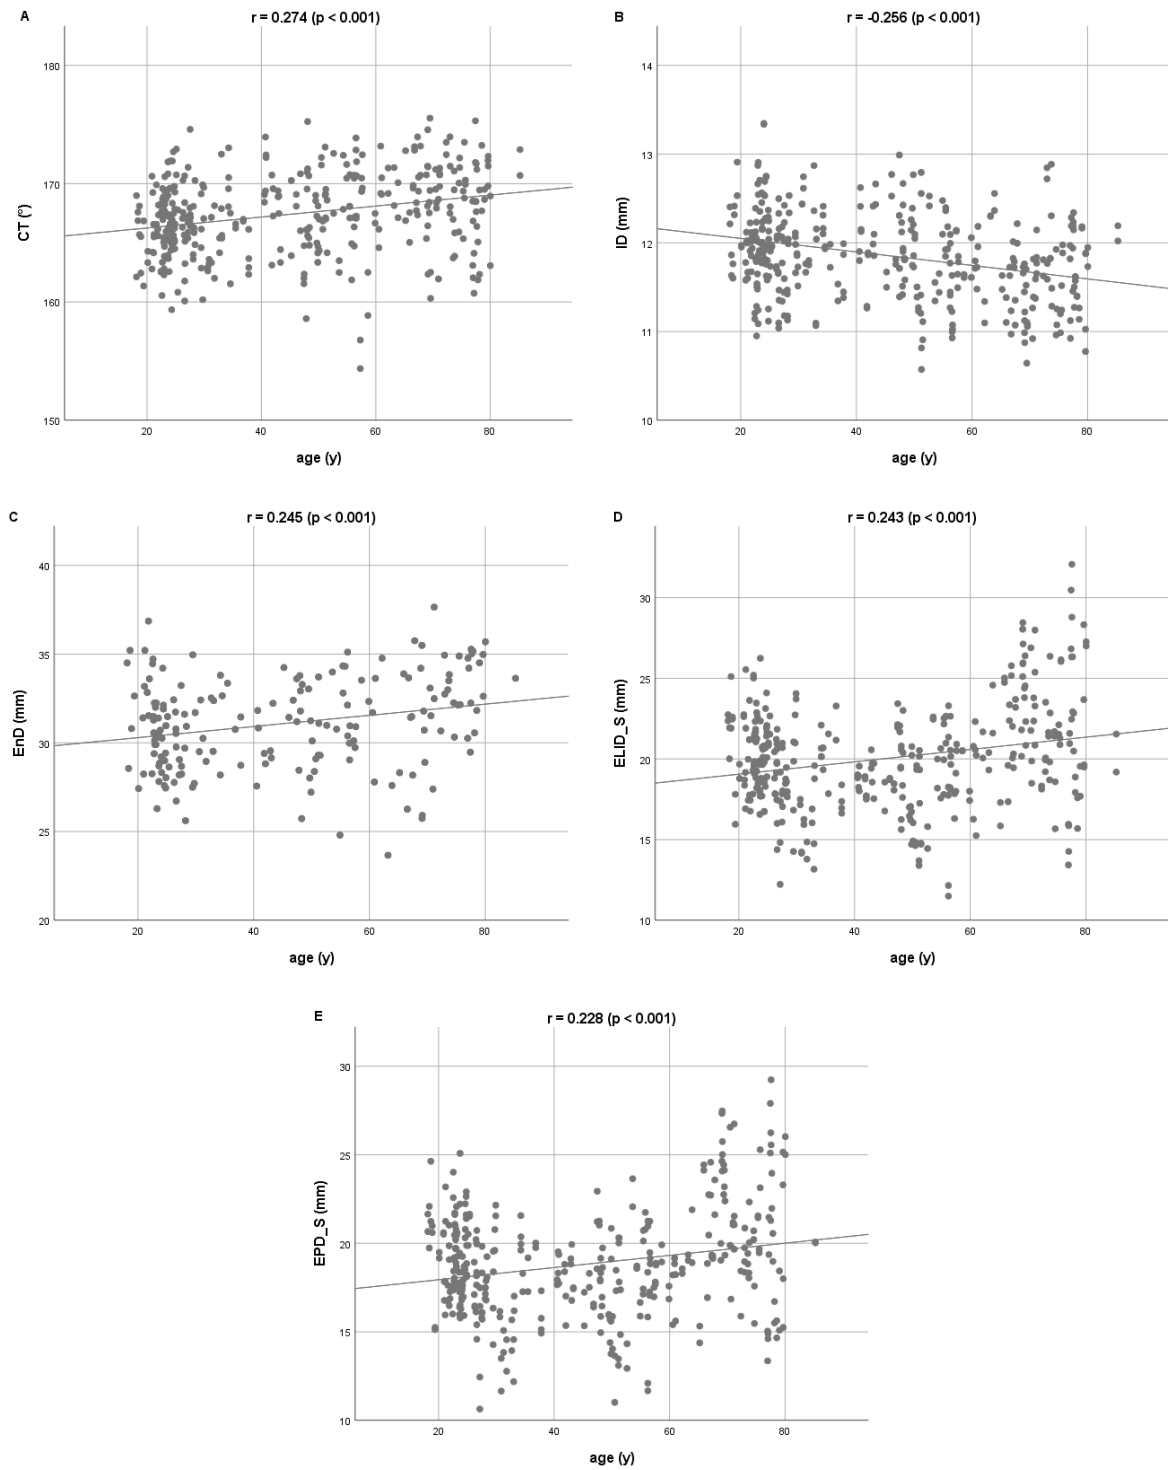 A
r = 0.274 (p < 0.001)
CT (°)
180
170
160
150
20 40 60 80
age (y)
B
r = -0.256 (p < 0.001)
ID (mm)
14
13
12
11
10
20 40 60 80
age (y)
C
r = 0.245 (p < 0.001)
EnD (mm)
40
35
30
25
20
20 40 60 80
age (y)
D
r = 0.243 (p < 0.001)
ELID_S (mm)
30
25
20
15
10
20 40 60 80
age (y)
E
r = 0.228 (p < 0.001)
EPD_S (mm)
30
25
20
15
10
20 40 60 80
age (y)